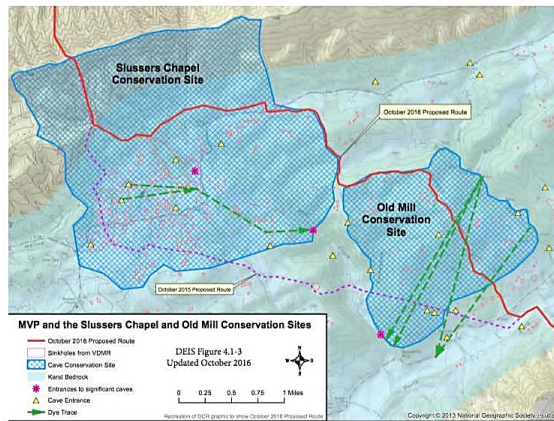 Slussers Chapel
Conservation Site
October 2016 Proposed Route
Old Mill
Conservation
Site
October 2015 Proposed Route
MVP and the Slussers Chapel and Old Mill Conservation Sites
October 2016 Proposed Route
Sinkholes from VDMR
Cave Conservation Site
Karst Bedrock
Entrances to significant caves
Cave Entrance
Dye Trace
DEIS Figure 4.1-3
Updated October 2016
N
0 0.25 0.5 1 Miles
Recreation of DCR graphic to show October 2016 Proposed Route
Copyright:© 2013 National Geographic Society, i-cubed